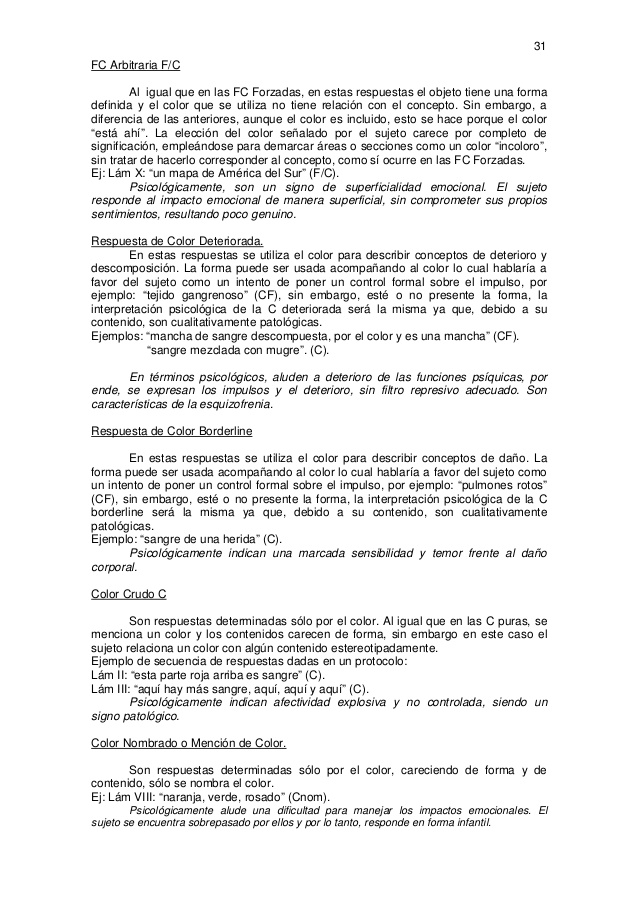 31
FC Arbitraria F/C
Al igual que en las FC Forzadas, en estas respuestas el objeto tiene una forma
definida y el color que se utiliza no tiene relación con el concepto. Sin embargo, a
diferencia de las anteriores, aunque el color es incluido, esto se hace porque el color
“está ahí”. La elección del color señalado por el sujeto carece por completo de
significación, empleándose para demarcar áreas o secciones como un color “incoloro”,
sin tratar de hacerlo corresponder al concepto, como sí ocurre en las FC Forzadas.
Ej: Lám X: “un mapa de América del Sur” (F/C).
Psicológicamente, son un signo de superficialidad emocional. El sujeto
responde al impacto emocional de manera superficial, sin comprometer sus propios
sentimientos, resultando poco genuino.
Respuesta de Color Deteriorada.
En estas respuestas se utiliza el color para describir conceptos de deterioro y
descomposición. La forma puede ser usada acompañando al color lo cual hablaría a
favor del sujeto como un intento de poner un control formal sobre el impulso, por
ejemplo: “tejido gangrenoso” (CF), sin embargo, esté o no presente la forma, la
interpretación psicológica de la C deteriorada será la misma ya que, debido a su
contenido, son cualitativamente patológicas.
Ejemplos: “mancha de sangre descompuesta, por el color y es una mancha” (CF).
“sangre mezclada con mugre”. (C).
En términos psicológicos, aluden a deterioro de las funciones psíquicas, por
ende, se expresan los impulsos y el deterioro, sin filtro represivo adecuado. Son
características de la esquizofrenia.
Respuesta de Color Borderline
En estas respuestas se utiliza el color para describir conceptos de daño. La
forma puede ser usada acompañando al color lo cual hablaría a favor del sujeto como
un intento de poner un control formal sobre el impulso, por ejemplo: “pulmones rotos”
(CF), sin embargo, esté o no presente la forma, la interpretación psicológica de la C
borderline será la misma ya que, debido a su contenido, son cualitativamente
patológicas.
Ejemplo: “sangre de una herida” (C).
Psicológicamente indican una marcada sensibilidad y temor frente al daño
corporal.
Color Crudo C
Son respuestas determinadas sólo por el color. Al igual que en las C puras, se
menciona un color y los contenidos carecen de forma, sin embargo en este caso el
sujeto relaciona un color con algún contenido estereotipadamente.
Ejemplo de secuencia de respuestas dadas en un protocolo:
Lám II: “esta parte roja arriba es sangre” (C).
Lám III: “aquí hay más sangre, aquí, aquí y aquí” (C).
Psicológicamente indican afectividad explosiva y no controlada, siendo un
signo patológico.
Color Nombrado o Mención de Color.
Son respuestas determinadas sólo por el color, careciendo de forma y de
contenido, sólo se nombra el color.
Ej: Lám VIII: “naranja, verde, rosado” (Cnom).
Psicológicamente alude una dificultad para manejar los impactos emocionales. El
sujeto se encuentra sobrepasado por ellos y por lo tanto, responde en forma infantil.